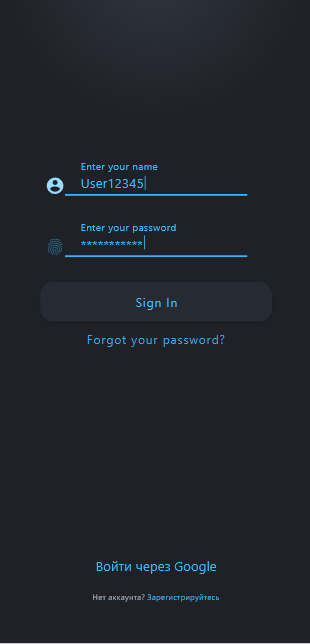 Enter your name
User12345
Enter your password
***********
Sign In
Forgot your password?
Войти через Google
Нет аккаунта? Зарегистрируйтесь